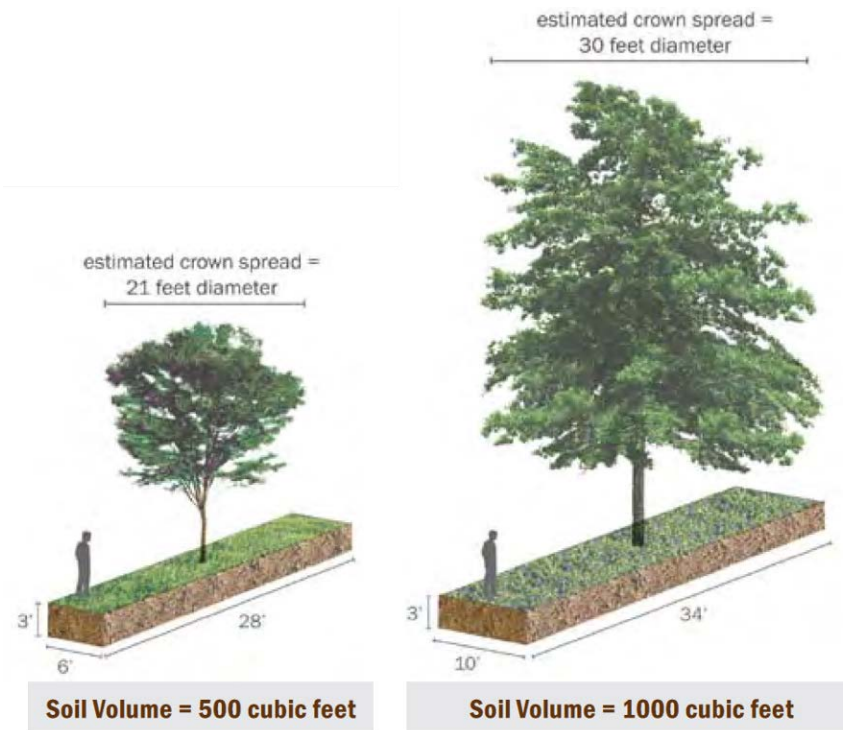 estimated crown spread =
30 feet diameter
estimated crown spread =
21 feet diameter
3'
6'
28'
3'
10'
34'
Soil Volume = 500 cubic feet
Soil Volume = 1000 cubic feet